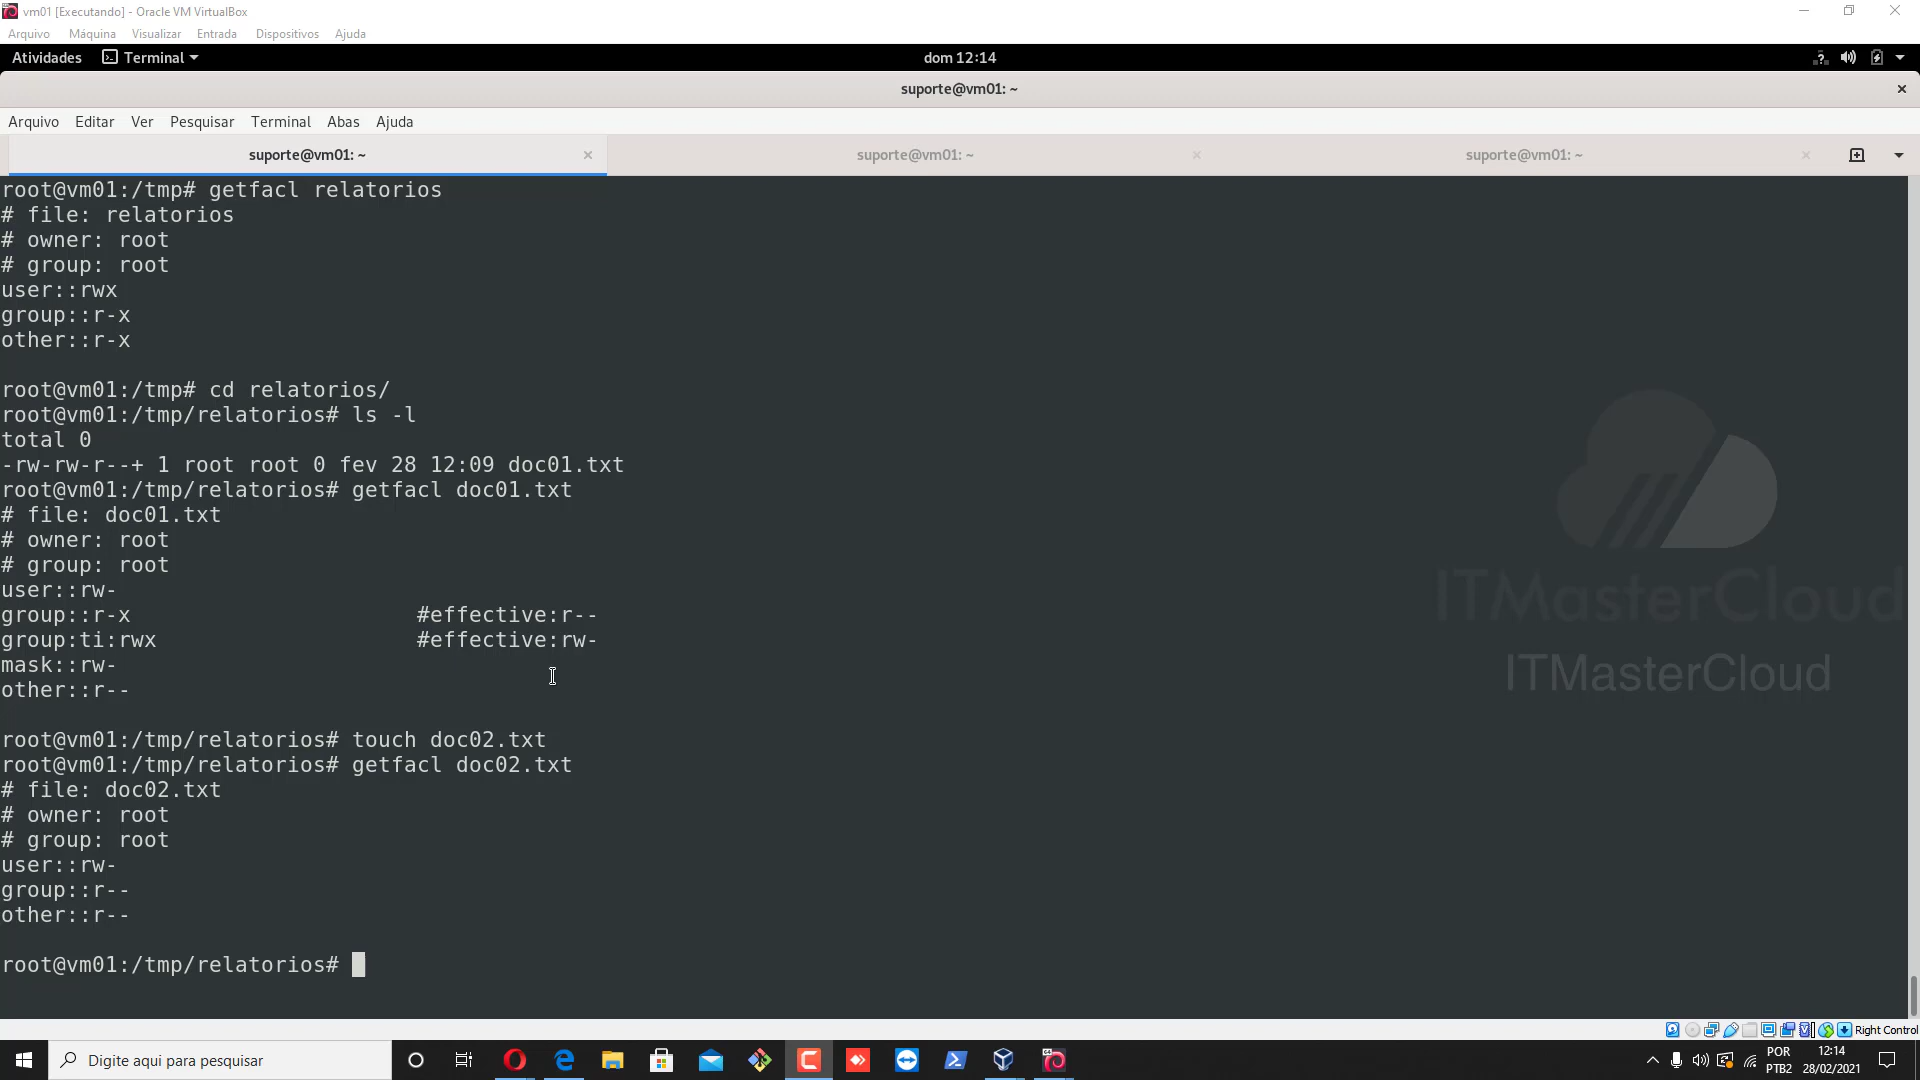 vm01 [Executando] - Oracle VM VirtualBox
Arquivo Máquina Visualizar Entrada Dispositivos Ajuda
Atividades Terminal dom 12:14
suporte@vm01: ~
Arquivo Editar Ver Pesquisar Terminal Abas Ajuda
suporte@vm01: ~ suporte@vm01: ~ suporte@vm01: ~
root@vm01:/tmp# getfacl relatorios
# file: relatorios
# owner: root
# group: root
user::rwx
group::r-x
other::r-x
root@vm01:/tmp# cd relatorios/
root@vm01:/tmp/relatorios# ls -l
total 0
-rw-rw-r--+ 1 root root 0 fev 28 12:09 doc01.txt
root@vm01:/tmp/relatorios# getfacl doc01.txt
# file: doc01.txt
# owner: root
# group: root
user::rw-
group::r-x #effective:r--
group:ti:rwx #effective:rw-
mask::rw-
other::r--
root@vm01:/tmp/relatorios# touch doc02.txt
root@vm01:/tmp/relatorios# getfacl doc02.txt
# file: doc02.txt
# owner: root
# group: root
user::rw-
group::r--
other::r--
root@vm01:/tmp/relatorios#
ITMasterCloud
ITMasterCloud
Right Control
Digite aqui para pesquisar
POR
PTB2
12:14
28/02/2021